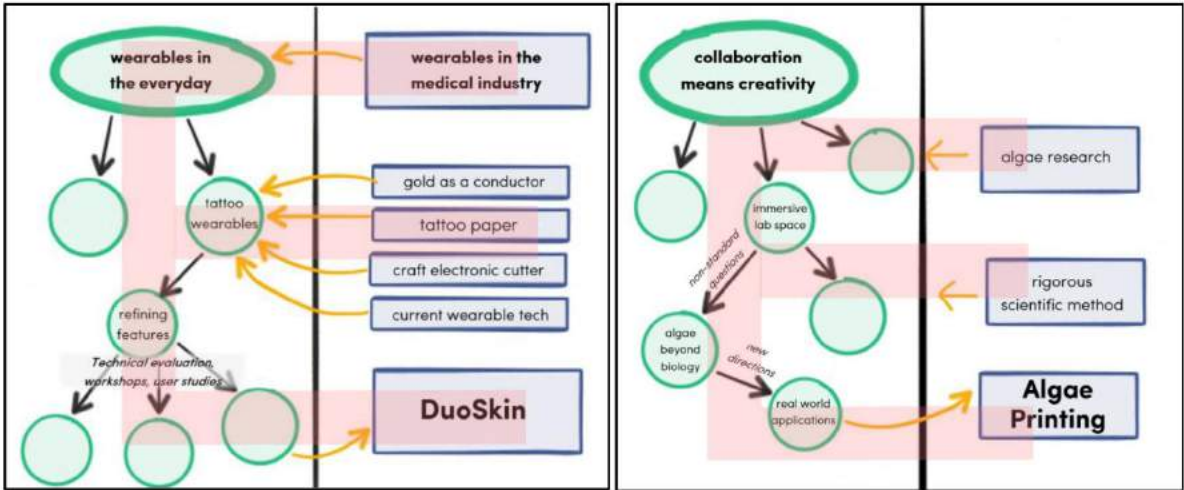 wearables in
the everyday
wearables in the
medical industry
gold as a conductor
tattoo
wearables
tattoo paper
craft electronic cutter
current wearable tech
refining
features
Technical evaluation,
workshops, user studies
DuoSkin
collaboration
means creativity
algae research
immersive
lab space
non-standard
questions
rigorous
scientific method
algae
beyond
biology
new
directions
real world
applications
Algae
Printing